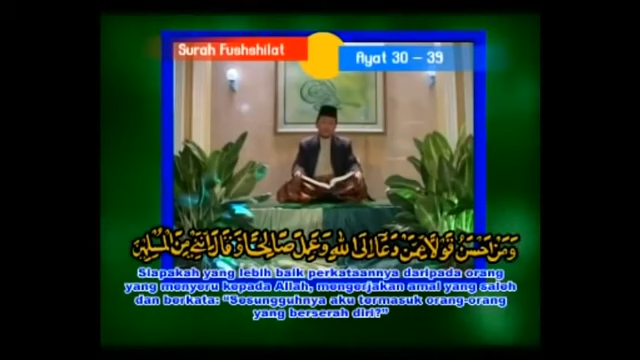 Surah Fushshilat
Ayat 30 – 39
وَمَنْ أَحْسَنُ قَوْلًا مِمَّنْ دَعَا إِلَى اللهِ وَعَمِلَ صَالِحًا وَقَالَ إِنَّنِي مِنَ الْمُسْلِمِينَ
Siapakah yang lebih baik perkataannya daripada orang
yang menyeru kepada Allah, mengerjakan amal yang saleh
dan berkata: "Sesungguhnya aku termasuk orang-orang
yang berserah diri?"